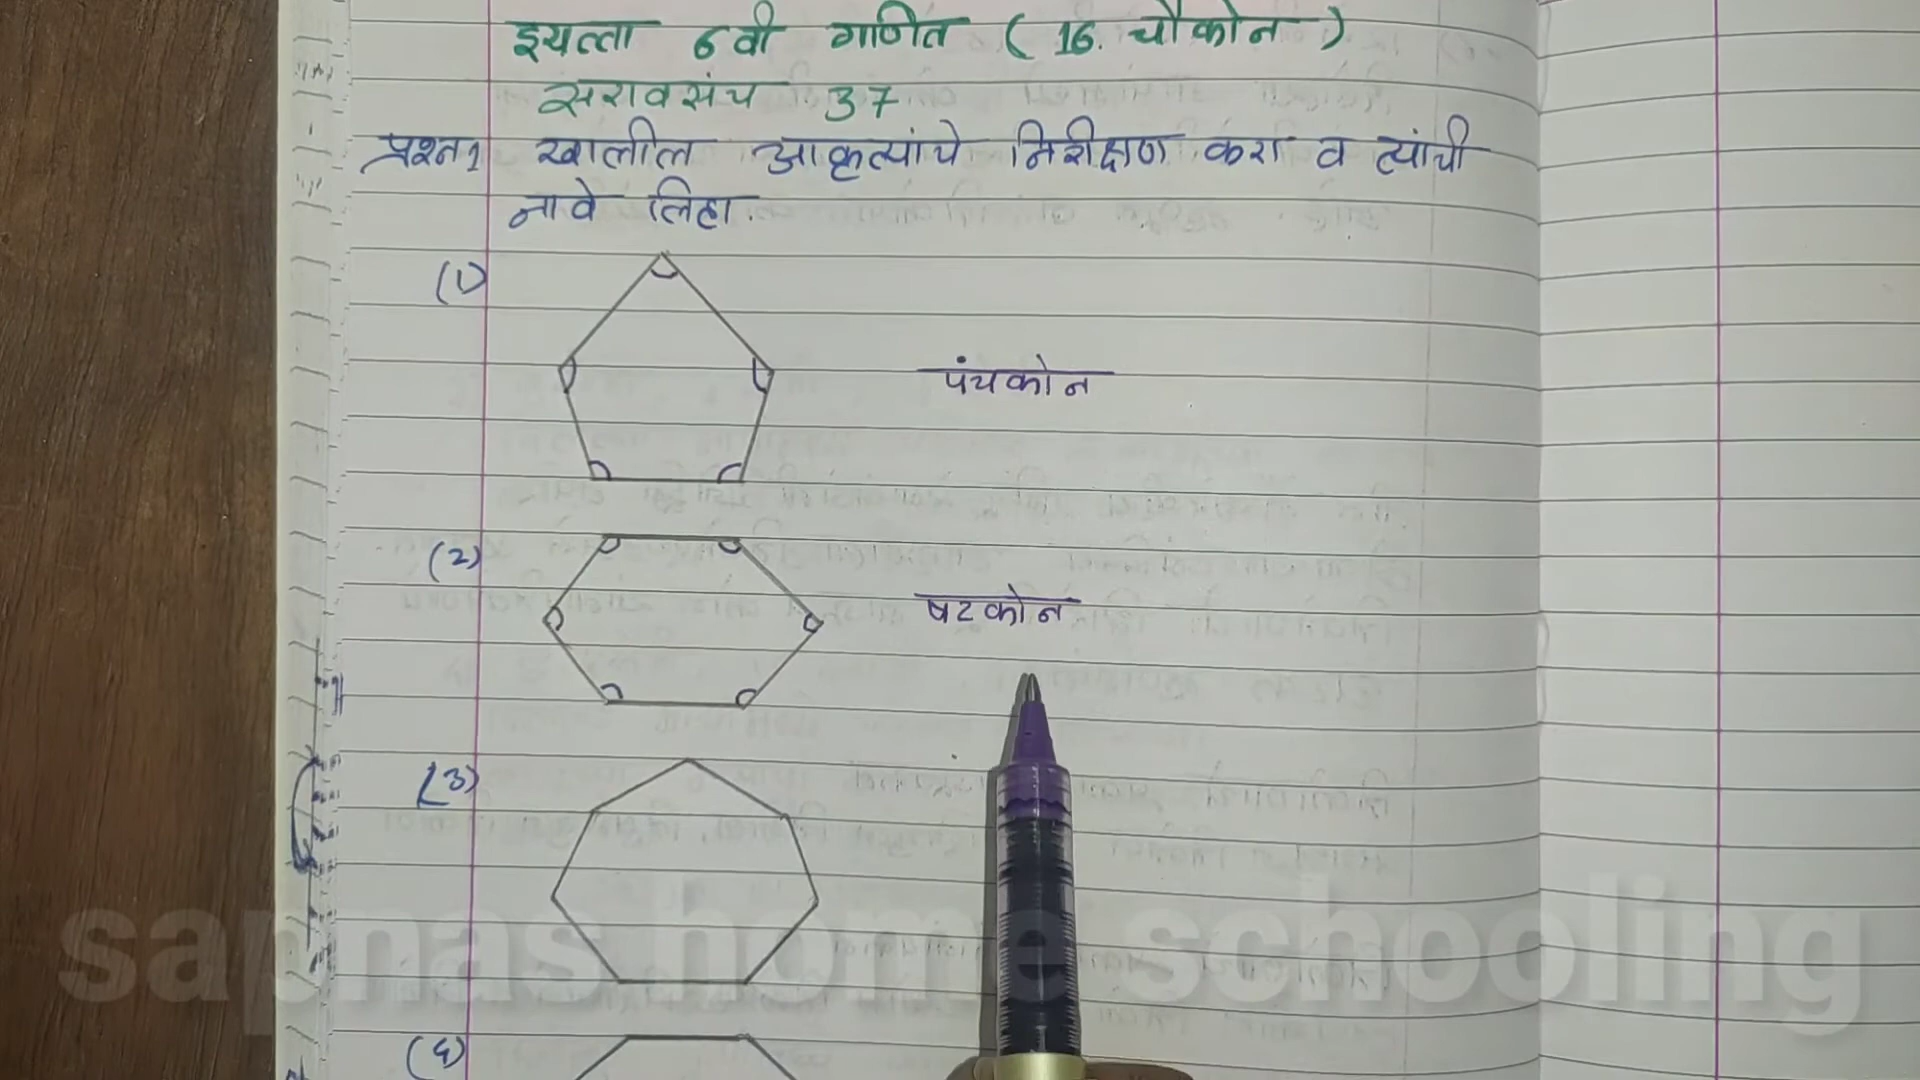 इयत्ता 6वी गणित ( 16. चौकोन )
सरावसंच 37
प्रश्न1 खालील आकृत्यांचे निरीक्षण करा व त्यांची
नावे लिहा.
(1)
पंचकोन
(2)
षटकोन
(3)
(4)
sapnas home schooling